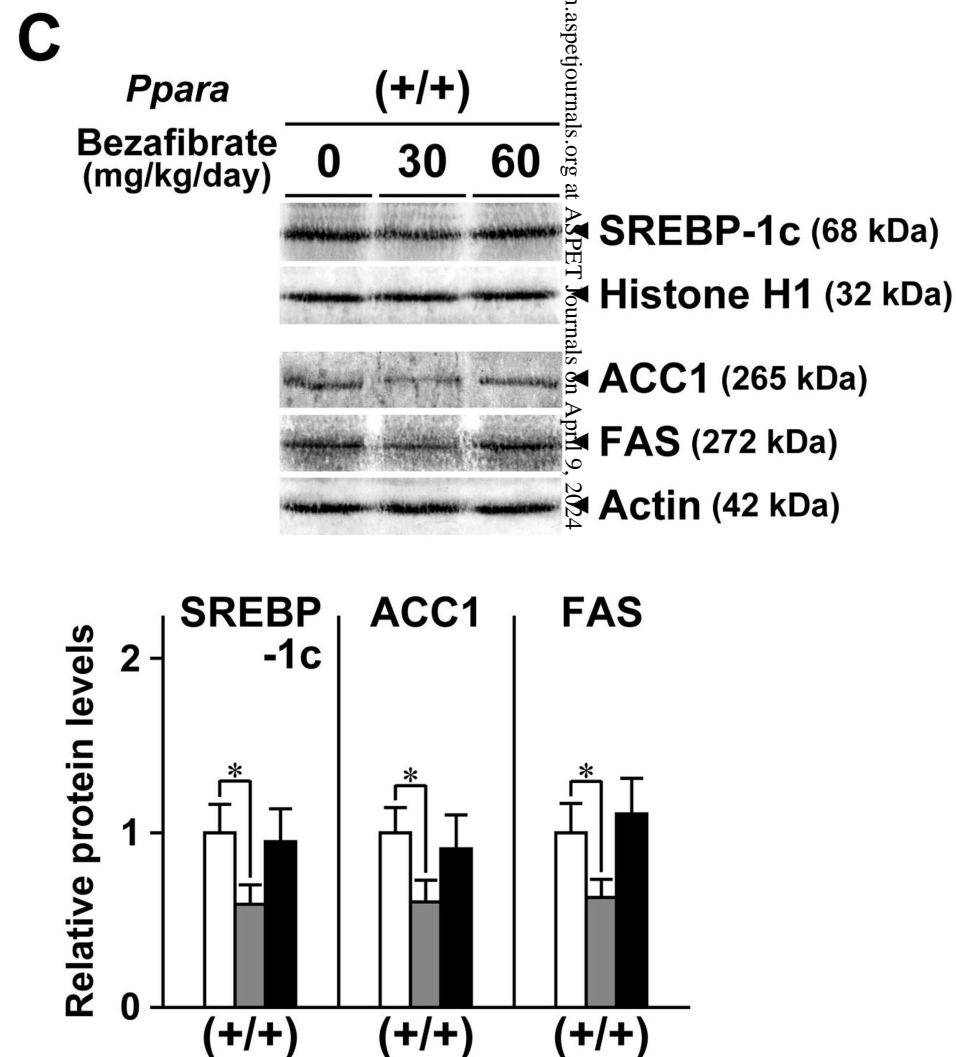 C
Ppara (+/+)
Bezafibrate
(mg/kg/day) 0 30 60
SREBP-1c (68 kDa)
Histone H1 (32 kDa)
ACC1 (265 kDa)
FAS (272 kDa)
Actin (42 kDa)
n.aspetjournals.org at ASPET Journals on April 9, 2024
Relative protein levels
2
1
0
SREBP
-1c
ACC1
FAS
*
*
*
(+/+) (+/+) (+/+)